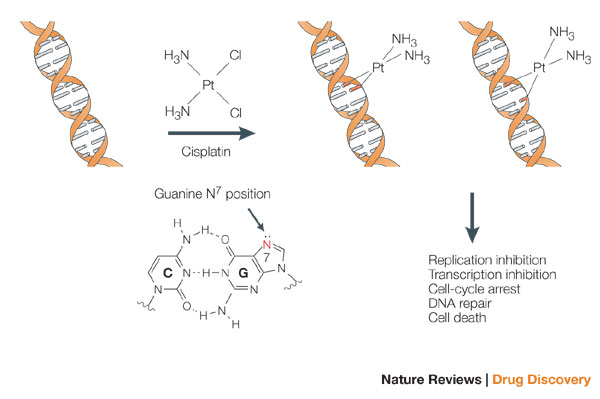 NH₃
NH₃
Pt
NH₃
NH₃
Pt
H₃N
Cl
Pt
H₃N
Cl
Cisplatin
Guanine N⁷ position
H
N
H
O
N
7
C
N
H
N
G
N
N
N
O
H
N
H
Replication inhibition
Transcription inhibition
Cell-cycle arrest
DNA repair
Cell death
Nature Reviews | Drug Discovery